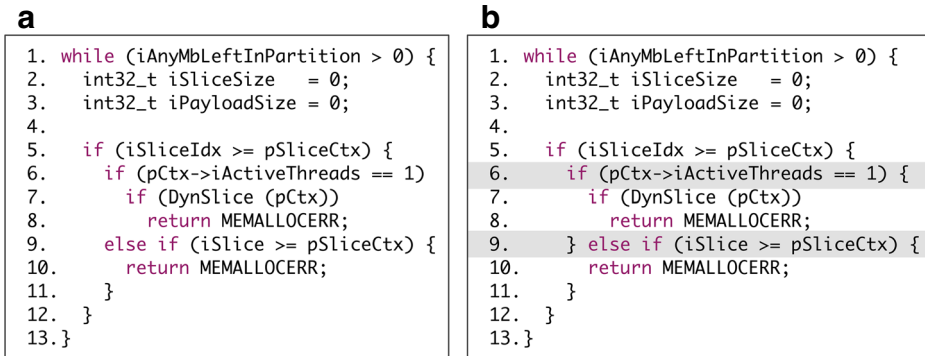 a
1. while (iAnyMbLeftInPartition > 0) {
2.   int32_t iSliceSize   = 0;
3.   int32_t iPayloadSize = 0;
4.
5.   if (iSliceIdx >= pSliceCtx) {
6.     if (pCtx->iActiveThreads == 1)
7.       if (DynSlice (pCtx))
8.         return MEMALLOCERR;
9.     else if (iSlice >= pSliceCtx) {
10.       return MEMALLOCERR;
11.     }
12.   }
13.}
b
1. while (iAnyMbLeftInPartition > 0) {
2.   int32_t iSliceSize   = 0;
3.   int32_t iPayloadSize = 0;
4.
5.   if (iSliceIdx >= pSliceCtx) {
6.     if (pCtx->iActiveThreads == 1) {
7.       if (DynSlice (pCtx))
8.         return MEMALLOCERR;
9.     } else if (iSlice >= pSliceCtx) {
10.       return MEMALLOCERR;
11.     }
12.   }
13.}